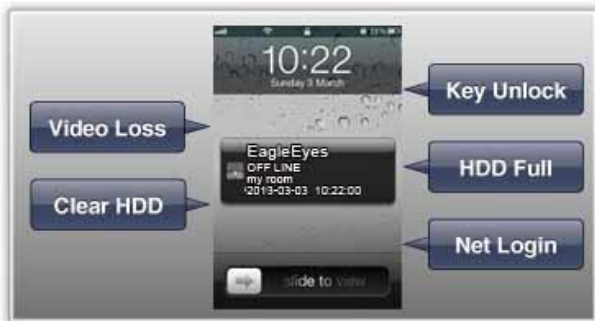 10:22
Sunday 3 March
Key Unlock
Video Loss
EagleEyes
OFF LINE
my room
2013-03-03 10:22:00
HDD Full
Clear HDD
Net Login
slide to view